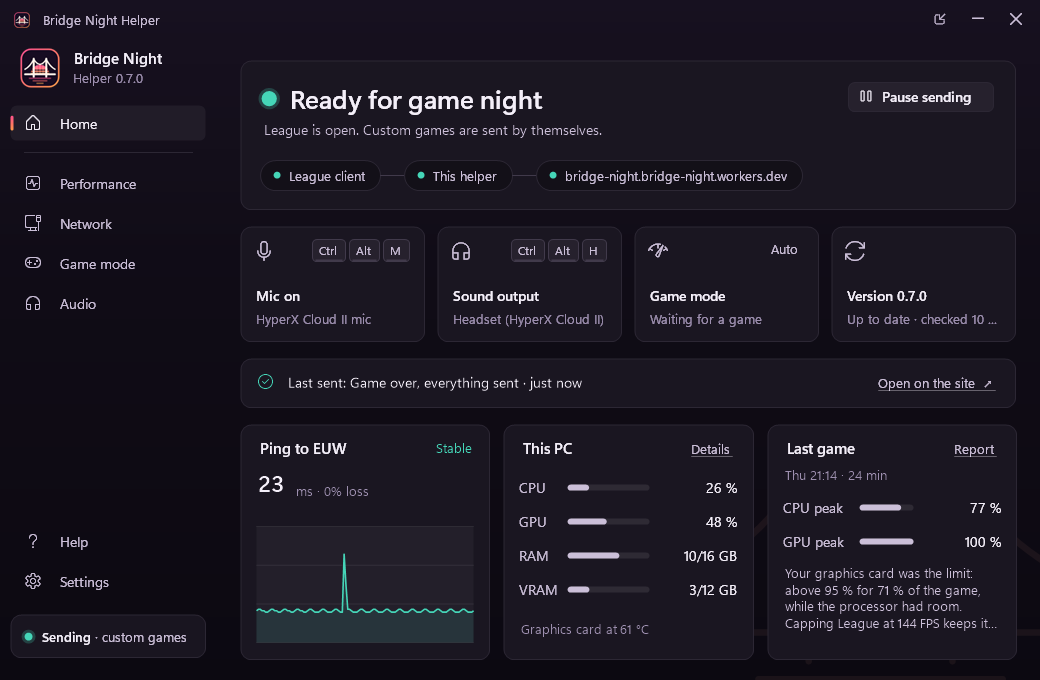 Bridge Night Helper
Bridge Night
Helper 0.7.0
Home
Performance
Network
Game mode
Audio
Help
Settings
Sending · custom games
Ready for game night
Pause sending
League is open. Custom games are sent by themselves.
League client
This helper
bridge-night.bridge-night.workers.dev
Ctrl Alt M
Mic on
HyperX Cloud II mic
Ctrl Alt H
Sound output
Headset (HyperX Cloud II)
Auto
Game mode
Waiting for a game
Version 0.7.0
Up to date · checked 10 ...
Last sent: Game over, everything sent · just now
Open on the site ↗
Ping to EUW
Stable
23 ms · 0% loss
This PC
Details
CPU 26 %
GPU 48 %
RAM 10/16 GB
VRAM 3/12 GB
Graphics card at 61 °C
Last game
Report
Thu 21:14 · 24 min
CPU peak 77 %
GPU peak 100 %
Your graphics card was the limit:
above 95 % for 71 % of the game,
while the processor had room.
Capping League at 144 FPS keeps it...